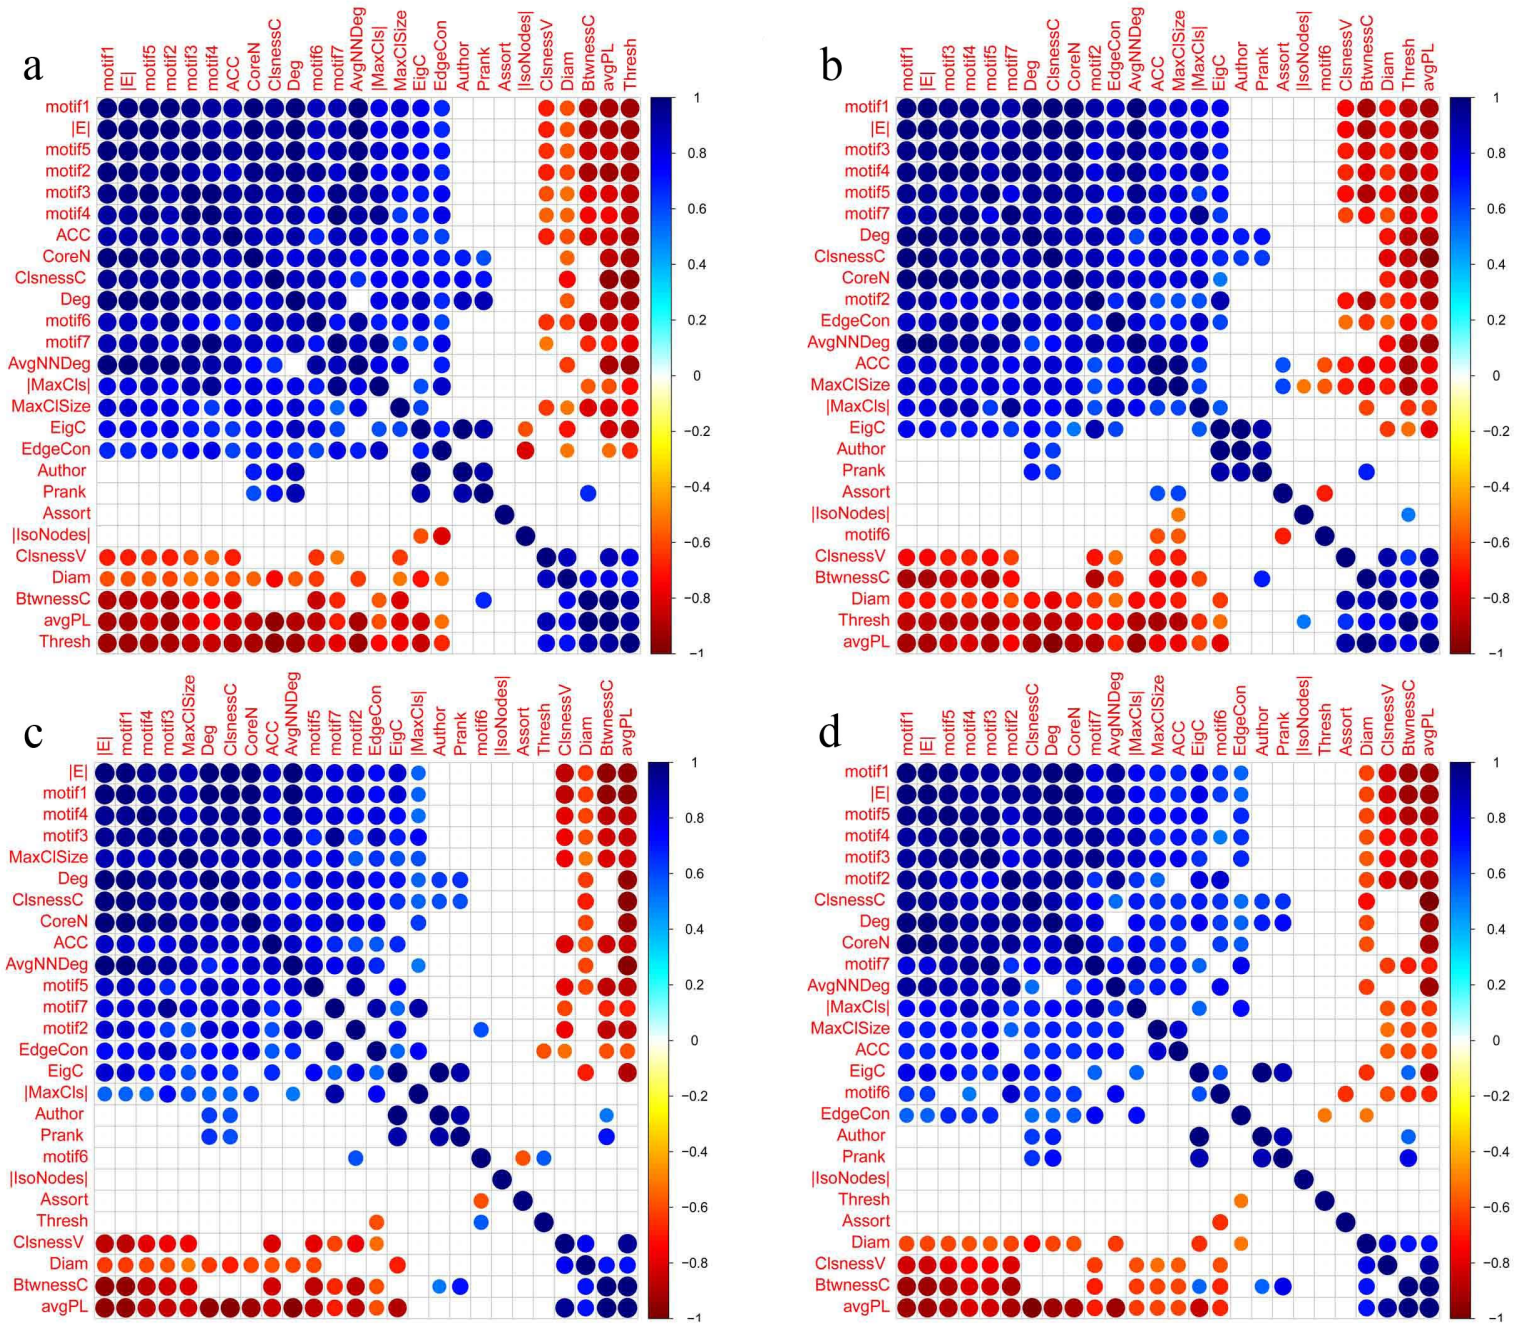 a
motif1 |E| motif5 motif2 motif3 motif4 ACC CoreN ClsnessC Deg motif6 motif7 AvgNNDeg |MaxCls| MaxClSize EigC EdgeCon Author Prank Assort |IsoNodes| ClsnessV Diam BtwnessC avgPL Thresh
motif1
|E|
motif5
motif2
motif3
motif4
ACC
CoreN
ClsnessC
Deg
motif6
motif7
AvgNNDeg
|MaxCls|
MaxClSize
EigC
EdgeCon
Author
Prank
Assort
|IsoNodes|
ClsnessV
Diam
BtwnessC
avgPL
Thresh
1
0.8
0.6
0.4
0.2
0
−0.2
−0.4
−0.6
−0.8
−1
b
motif1 |E| motif3 motif4 motif5 motif7 Deg ClsnessC CoreN motif2 EdgeCon AvgNNDeg ACC MaxClSize |MaxCls| EigC Author Prank Assort |IsoNodes| motif6 ClsnessV BtwnessC Diam Thresh avgPL
motif1
|E|
motif3
motif4
motif5
motif7
Deg
ClsnessC
CoreN
motif2
EdgeCon
AvgNNDeg
ACC
MaxClSize
|MaxCls|
EigC
Author
Prank
Assort
|IsoNodes|
motif6
ClsnessV
BtwnessC
Diam
Thresh
avgPL
1
0.8
0.6
0.4
0.2
0
−0.2
−0.4
−0.6
−0.8
−1
c
|E| motif1 motif4 motif3 MaxClSize Deg ClsnessC CoreN ACC AvgNNDeg motif5 motif7 motif2 EdgeCon EigC |MaxCls| Author Prank motif6 |IsoNodes| Assort Thresh ClsnessV Diam BtwnessC avgPL
|E|
motif1
motif4
motif3
MaxClSize
Deg
ClsnessC
CoreN
ACC
AvgNNDeg
motif5
motif7
motif2
EdgeCon
EigC
|MaxCls|
Author
Prank
motif6
|IsoNodes|
Assort
Thresh
ClsnessV
Diam
BtwnessC
avgPL
1
0.8
0.6
0.4
0.2
0
−0.2
−0.4
−0.6
−0.8
−1
d
motif1 |E| motif5 motif4 motif3 motif2 ClsnessC Deg CoreN motif7 AvgNNDeg |MaxCls| MaxClSize ACC EigC motif6 EdgeCon Author Prank |IsoNodes| Thresh Assort Diam ClsnessV BtwnessC avgPL
motif1
|E|
motif5
motif4
motif3
motif2
ClsnessC
Deg
CoreN
motif7
AvgNNDeg
|MaxCls|
MaxClSize
ACC
EigC
motif6
EdgeCon
Author
Prank
|IsoNodes|
Thresh
Assort
Diam
ClsnessV
BtwnessC
avgPL
1
0.8
0.6
0.4
0.2
0
−0.2
−0.4
−0.6
−0.8
−1